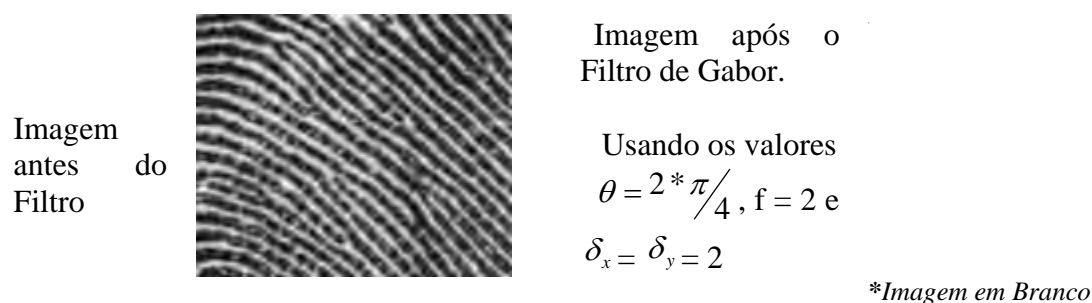 Imagem
antes do
Filtro
Imagem após o
Filtro de Gabor.
Usando os valores
θ = 2 * π/4 , f = 2 e
δx = δy = 2
*Imagem em Branco